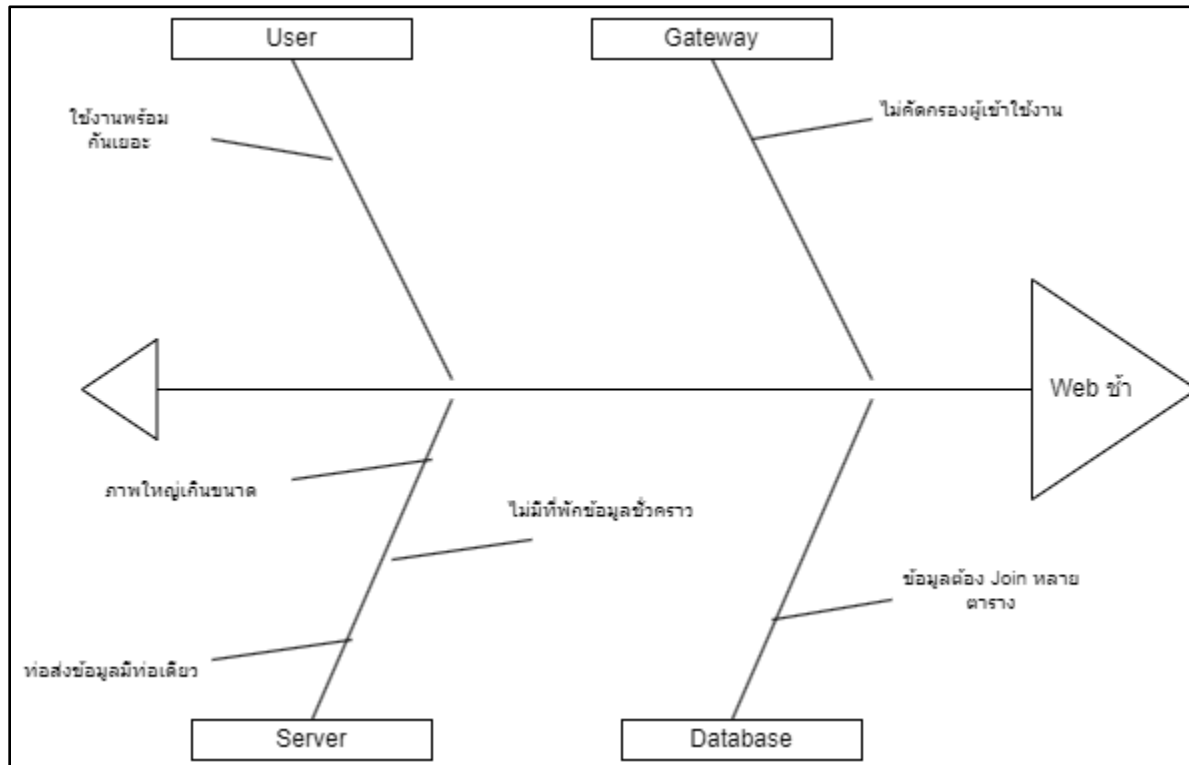 User
Gateway
ใช้งานพร้อม
กันเยอะ
ไม่คัดกรองผู้เข้าใช้งาน
Web ช้า
ภาพใหญ่เกินขนาด
ไม่มีที่พักข้อมูลชั่วคราว
ข้อมูลต้อง Join หลาย
ตาราง
ท่อส่งข้อมูลมีท่อเดียว
Server
Database